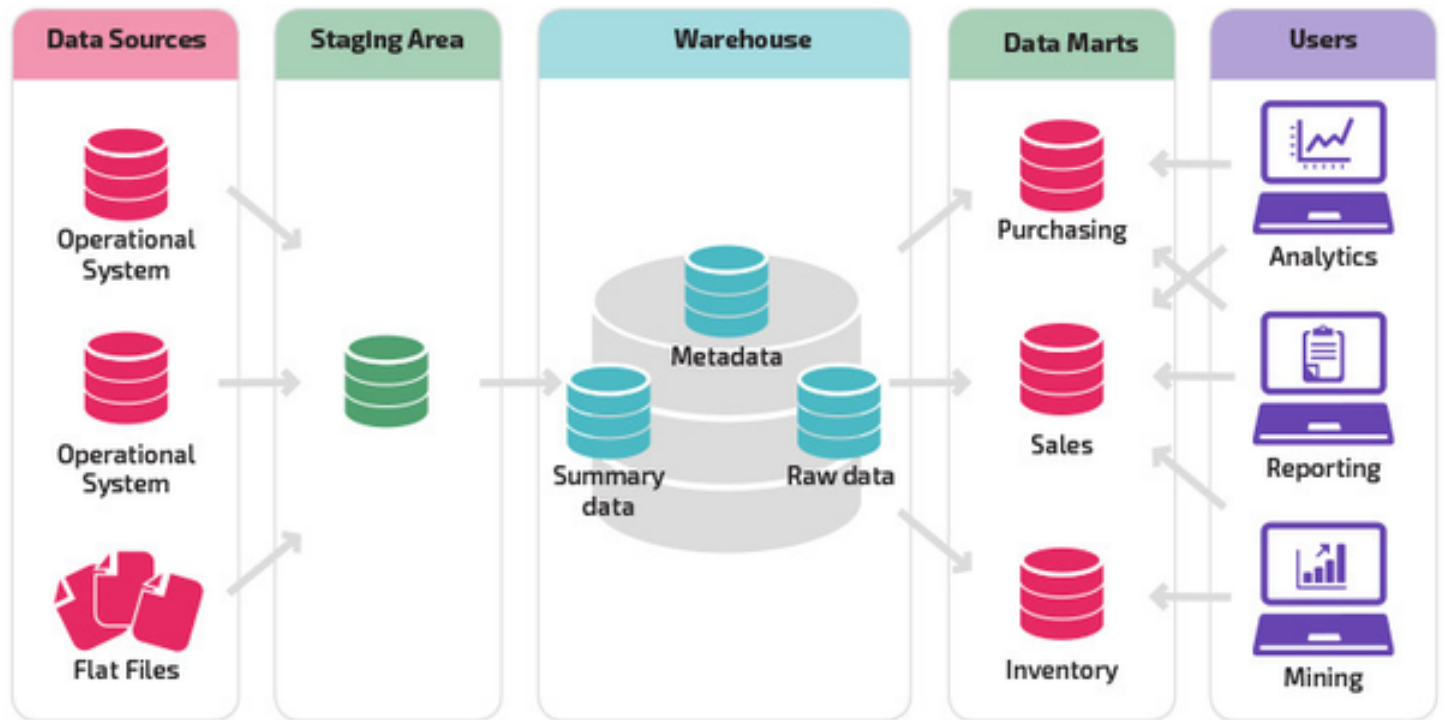 Data Sources
Staging Area
Warehouse
Data Marts
Users
Operational
System
Operational
System
Flat Files
Metadata
Summary
data
Raw data
Purchasing
Sales
Inventory
Analytics
Reporting
Mining